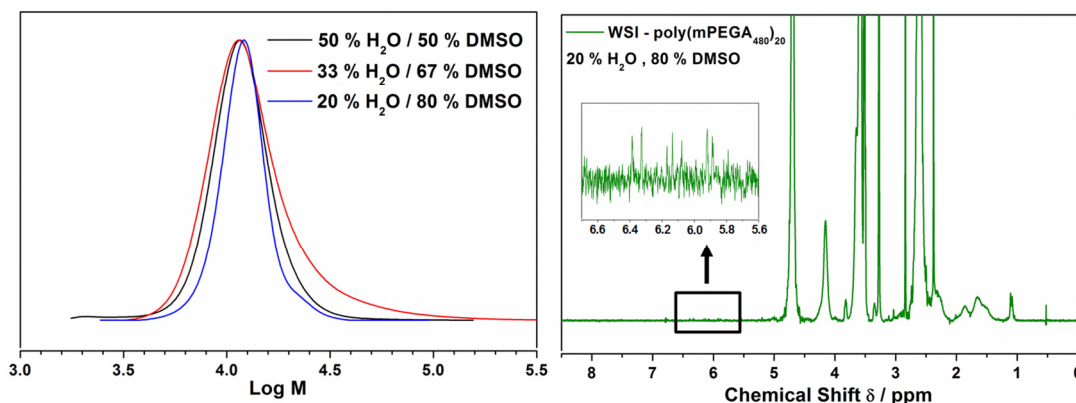 50 % H₂O / 50 % DMSO
33 % H₂O / 67 % DMSO
20 % H₂O / 80 % DMSO
3.0 3.5 4.0 4.5 5.0 5.5
Log M
WSI - poly(mPEGA₄₈₀)₂₀
20 % H₂O , 80 % DMSO
6.6 6.4 6.2 6.0 5.8 5.6
8 7 6 5 4 3 2 1 0
Chemical Shift δ / ppm